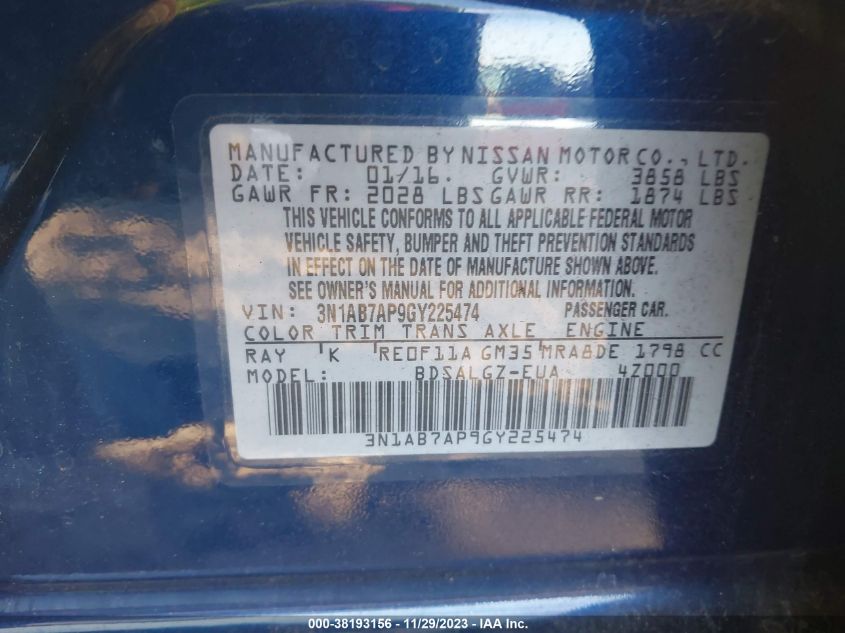 MANUFACTURED BY NISSAN MOTOR CO., LTD.
DATE: 01/16. GVWR: 3858 LBS
GAWR FR: 2028 LBS GAWR RR: 1874 LBS
THIS VEHICLE CONFORMS TO ALL APPLICABLE FEDERAL MOTOR
VEHICLE SAFETY, BUMPER AND THEFT PREVENTION STANDARDS
IN EFFECT ON THE DATE OF MANUFACTURE SHOWN ABOVE.
SEE OWNER'S MANUAL FOR ADDITIONAL INFORMATION.
VIN: 3N1AB7AP9GY225474 PASSENGER CAR.
COLOR TRIM TRANS AXLE ENGINE
RAY K RE0F11A GM35 MRA8DE 1798 CC
MODEL: BDSALGZ-EUA 4Z000
3N1AB7AP9GY225474
000-38193156 - 11/29/2023 - IAA Inc.